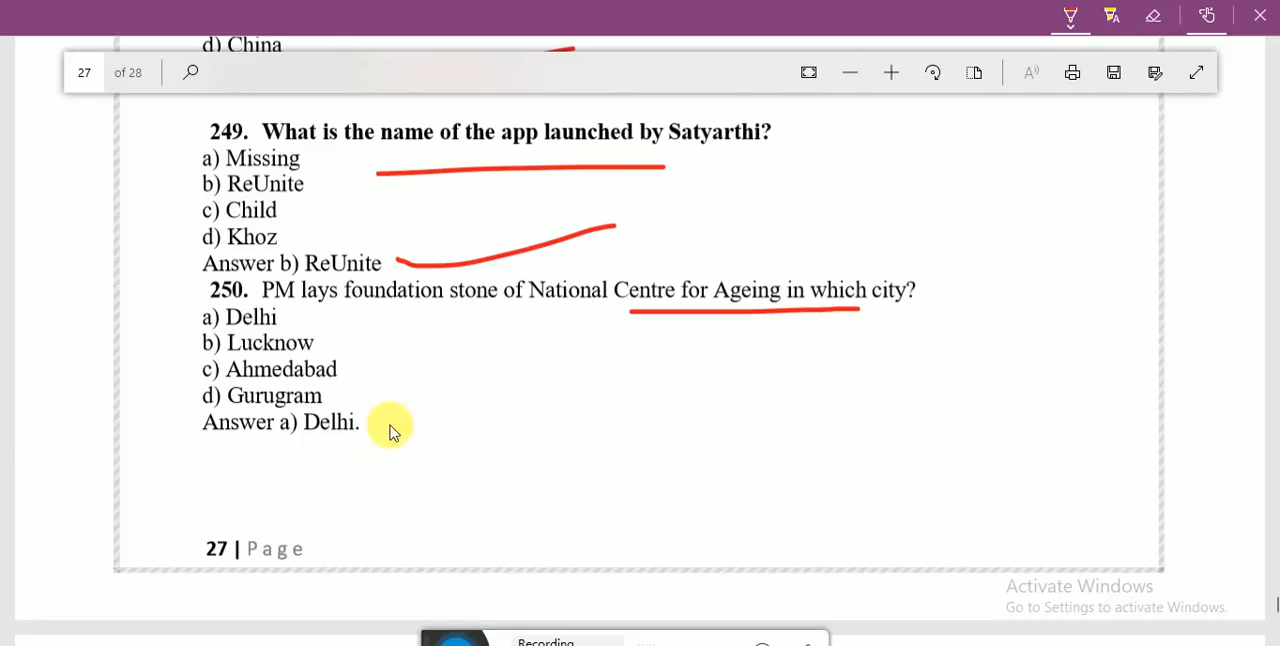 d) China
27 of 28
249. What is the name of the app launched by Satyarthi?
a) Missing
b) ReUnite
c) Child
d) Khoz
Answer b) ReUnite
250. PM lays foundation stone of National Centre for Ageing in which city?
a) Delhi
b) Lucknow
c) Ahmedabad
d) Gurugram
Answer a) Delhi.
27 | Page
Activate Windows
Go to Settings to activate Windows.
Recording